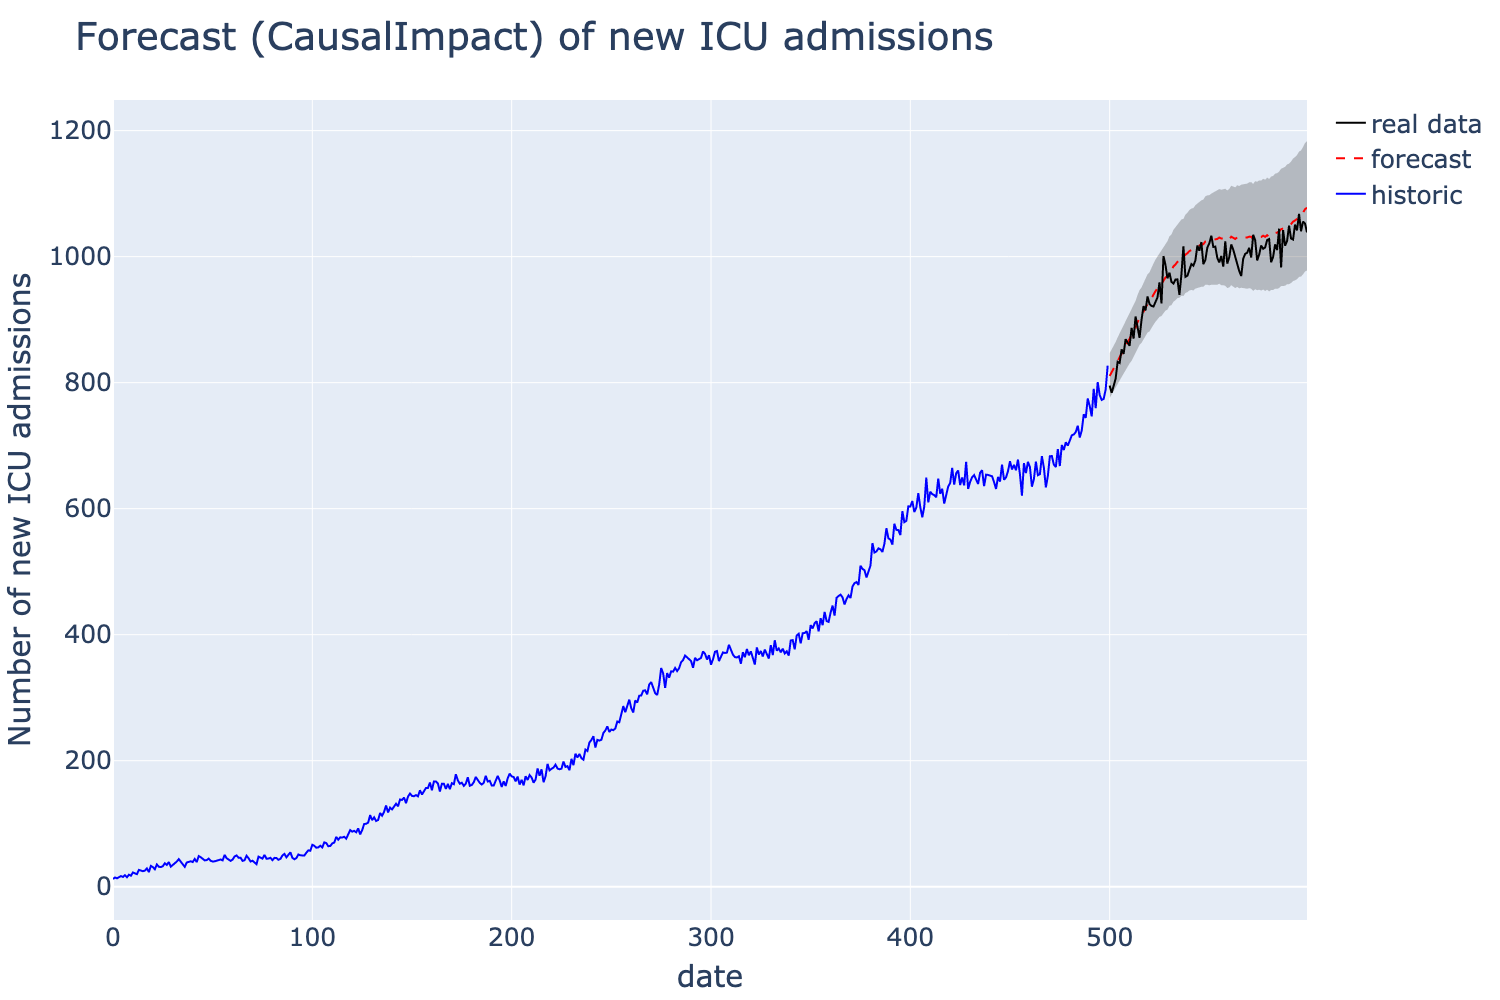 Forecast (CausalImpact) of new ICU admissions
real data
forecast
historic
Number of new ICU admissions
1200
1000
800
600
400
200
0
0 100 200 300 400 500
date